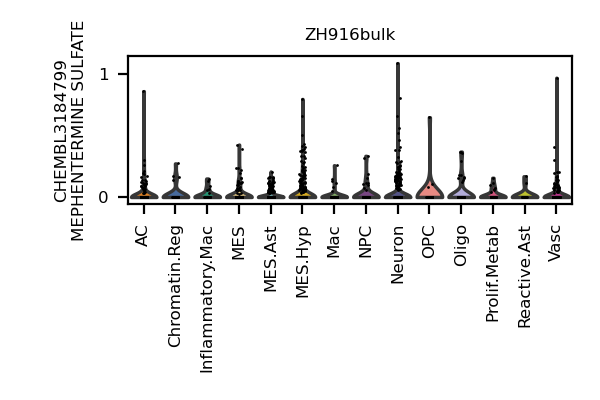 ZH916bulk
CHEMBL3184799
MEPHENTERMINE SULFATE
1
0
AC
Chromatin.Reg
Inflammatory.Mac
MES
MES.Ast
MES.Hyp
Mac
NPC
Neuron
OPC
Oligo
Prolif.Metab
Reactive.Ast
Vasc